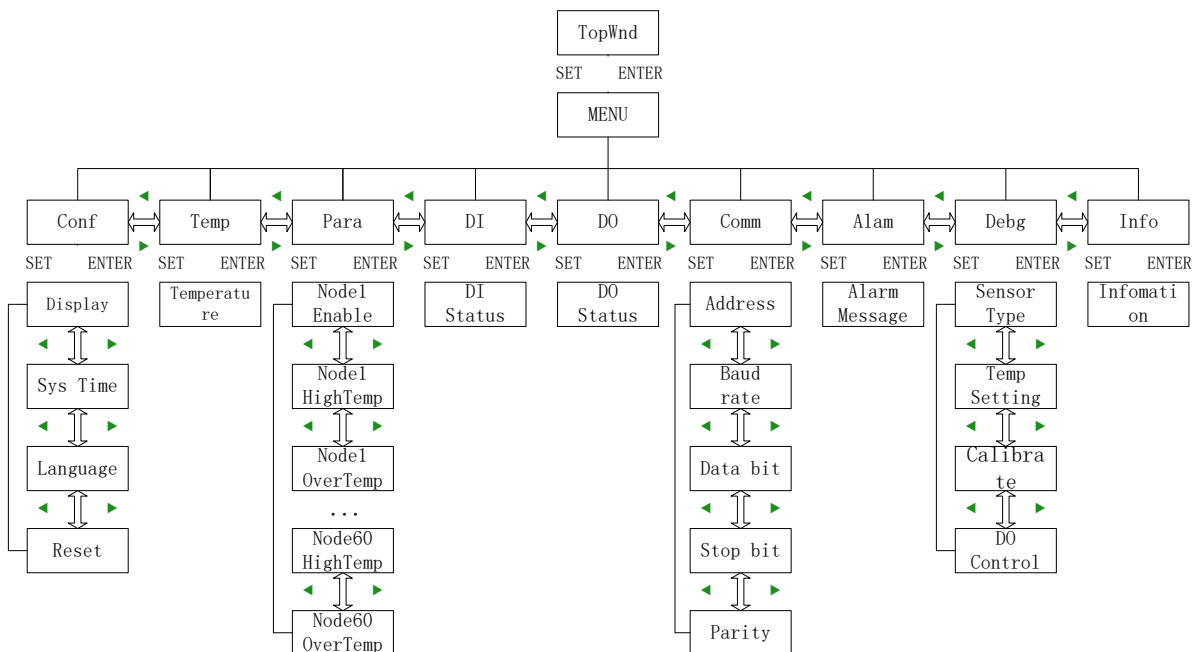 TopWnd
SET ENTER
MENU
Conf Temp Para DI DO Comm Alam Debg Info
SET ENTER SET ENTER SET ENTER SET ENTER SET ENTER SET ENTER SET ENTER SET ENTER SET ENTER
Display
Sys Time
Language
Reset
Temperatu
re
Node1
Enable
Node1
HighTemp
Node1
OverTemp
...
Node60
HighTemp
Node60
OverTemp
DI
Status
DO
Status
Address
Baud
rate
Data bit
Stop bit
Parity
Alarm
Message
Sensor
Type
Temp
Setting
Calibra
te
DO
Control
Infomati
on